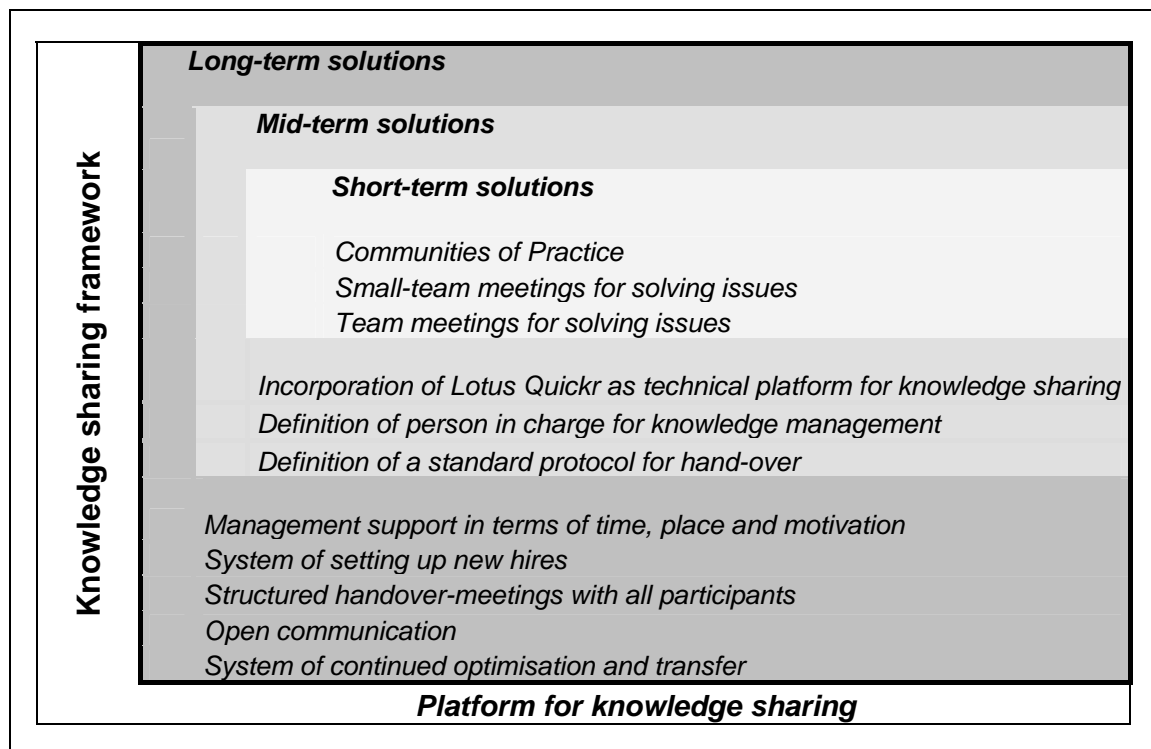 Knowledge sharing framework
Long-term solutions
Mid-term solutions
Short-term solutions
Communities of Practice
Small-team meetings for solving issues
Team meetings for solving issues
Incorporation of Lotus Quickr as technical platform for knowledge sharing
Definition of person in charge for knowledge management
Definition of a standard protocol for hand-over
Management support in terms of time, place and motivation
System of setting up new hires
Structured handover-meetings with all participants
Open communication
System of continued optimisation and transfer
Platform for knowledge sharing